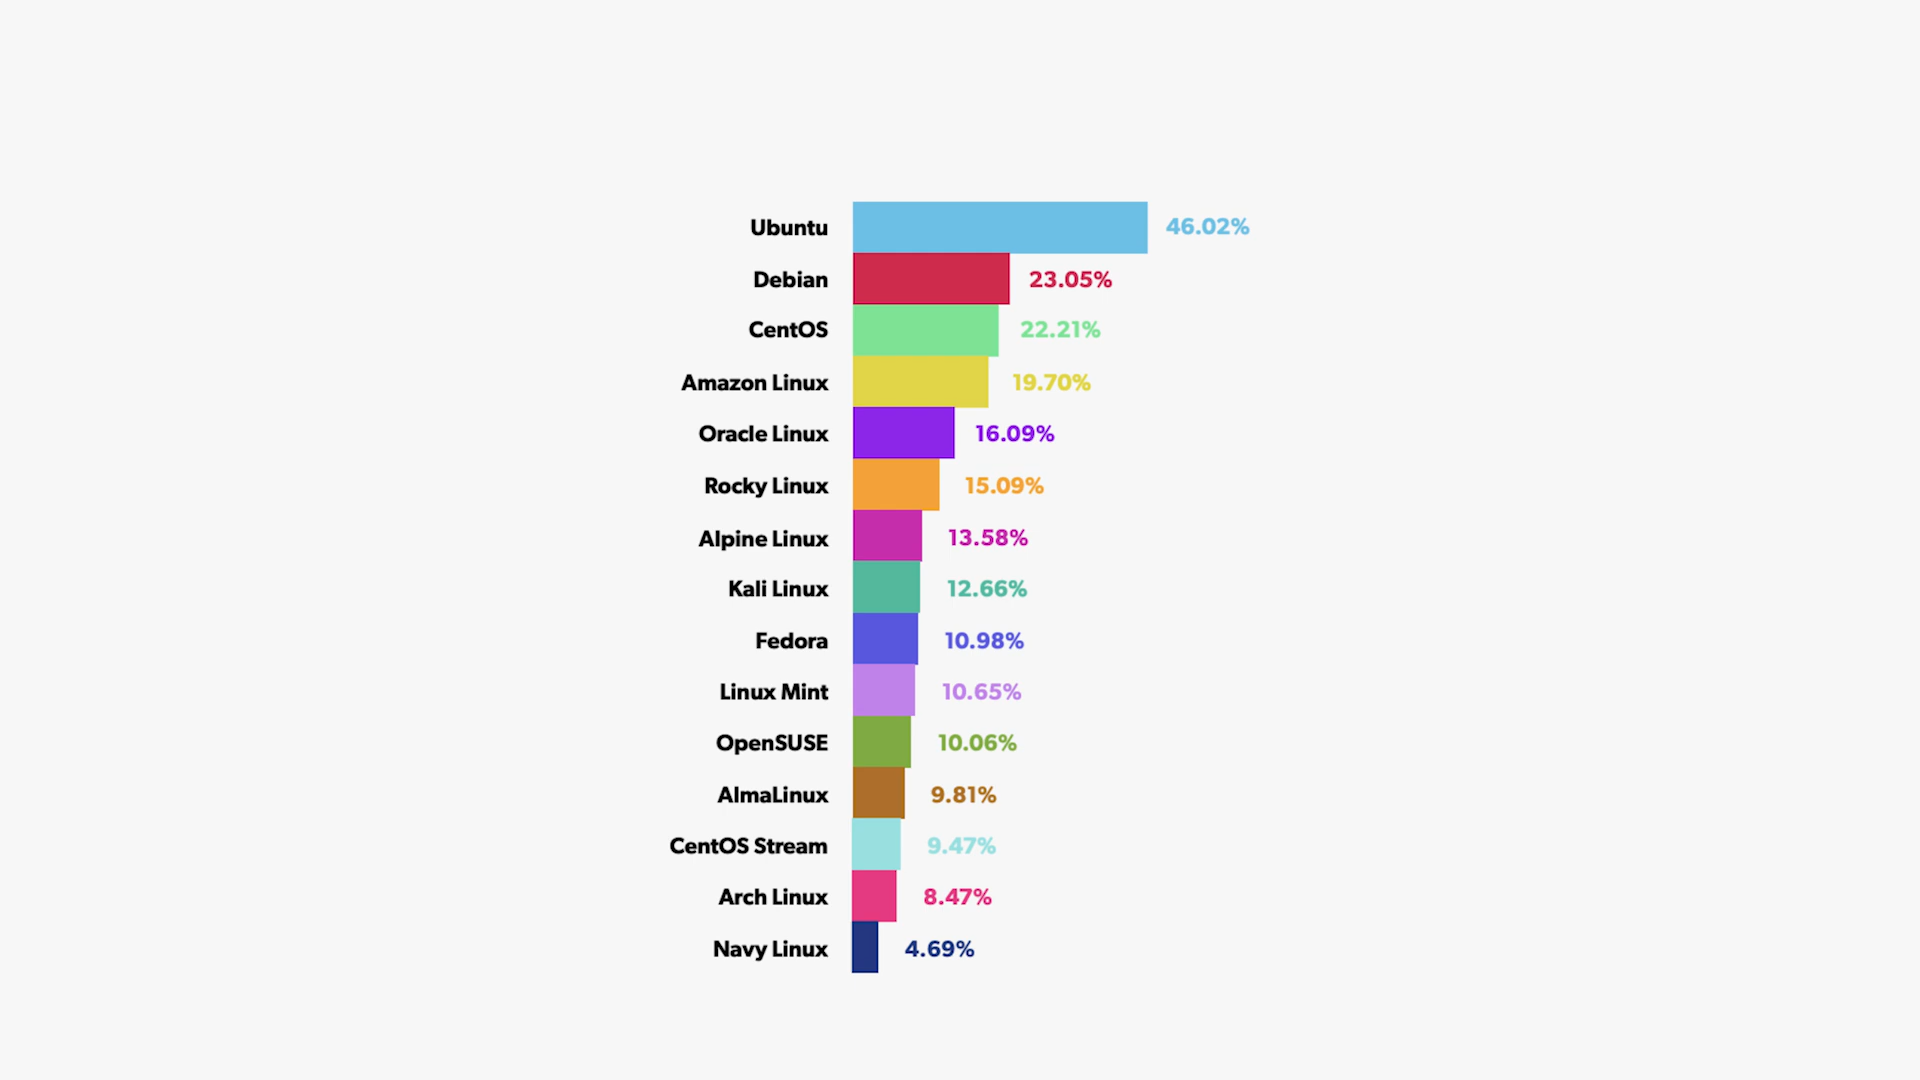 Ubuntu 46.02%
Debian 23.05%
CentOS 22.21%
Amazon Linux 19.70%
Oracle Linux 16.09%
Rocky Linux 15.09%
Alpine Linux 13.58%
Kali Linux 12.66%
Fedora 10.98%
Linux Mint 10.65%
OpenSUSE 10.06%
AlmaLinux 9.81%
CentOS Stream 9.47%
Arch Linux 8.47%
Navy Linux 4.69%